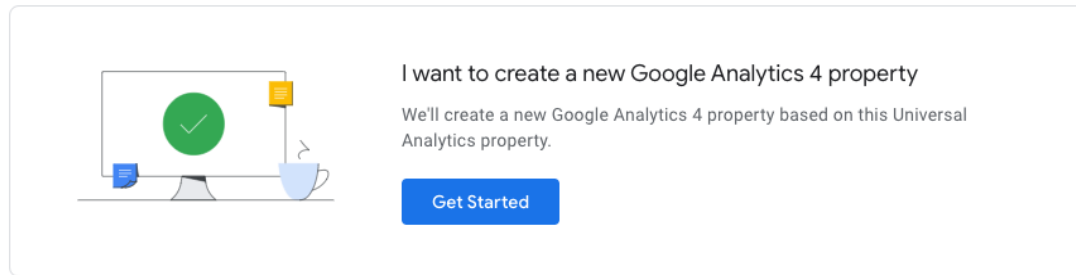 I want to create a new Google Analytics 4 property
We'll create a new Google Analytics 4 property based on this Universal
Analytics property.
Get Started